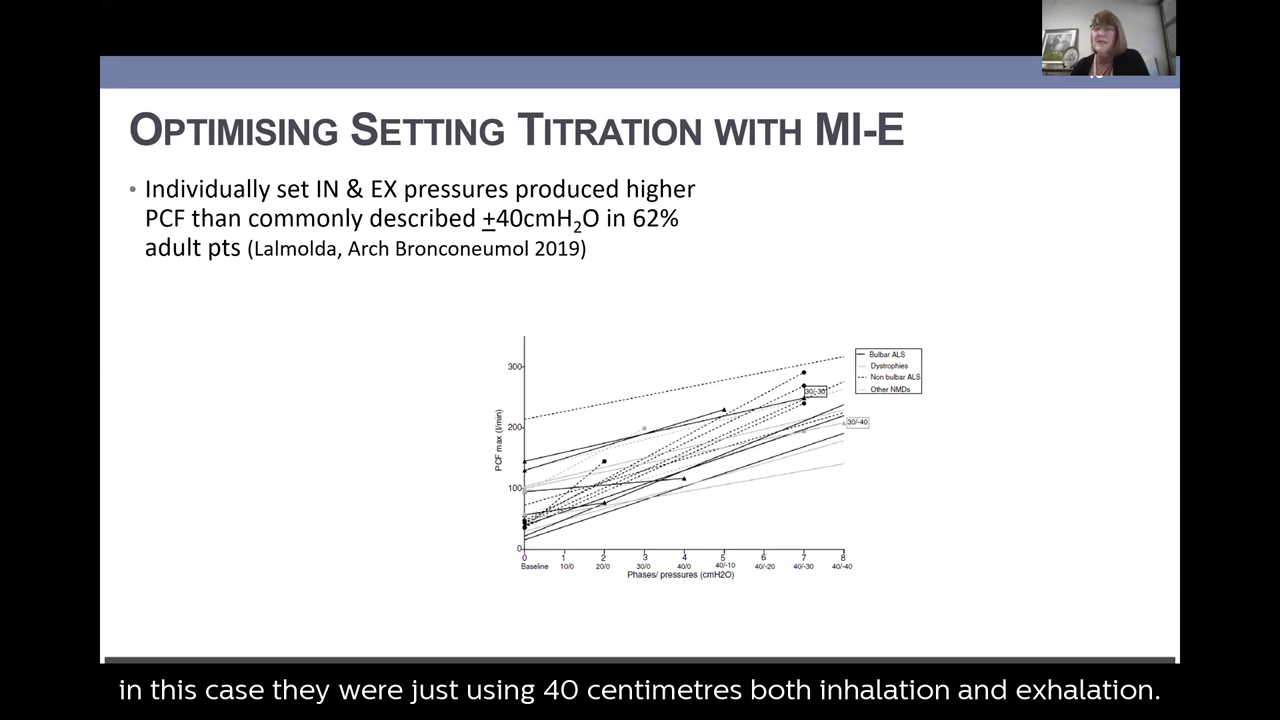 OPTIMISING SETTING TITRATION WITH MI-E
• Individually set IN & EX pressures produced higher
PCF than commonly described +40cmH2O in 62%
adult pts (Lalmolda, Arch Bronconeumol 2019)
PCF max (l/min)
300
200
100
0
Bulbar ALS
Dystrophies
Non bulbar ALS
Other NMDs
30/-30
30/-40
0 1 2 3 4 5 6 7 8
Baseline 10/0 20/0 30/0 40/0 40/-10 40/-20 40/-30 40/-40
Phases/ pressures (cmH2O)
in this case they were just using 40 centimetres both inhalation and exhalation.